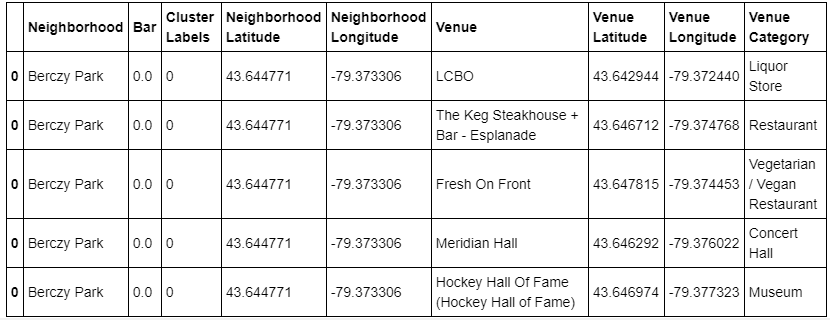 Neighborhood Bar Cluster Labels Neighborhood Latitude Neighborhood Longitude Venue Venue Latitude Venue Longitude Venue Category
0 Berczy Park 0.0 0 43.644771 -79.373306 LCBO 43.642944 -79.372440 Liquor Store
0 Berczy Park 0.0 0 43.644771 -79.373306 The Keg Steakhouse + Bar - Esplanade 43.646712 -79.374768 Restaurant
0 Berczy Park 0.0 0 43.644771 -79.373306 Fresh On Front 43.647815 -79.374453 Vegetarian / Vegan Restaurant
0 Berczy Park 0.0 0 43.644771 -79.373306 Meridian Hall 43.646292 -79.376022 Concert Hall
0 Berczy Park 0.0 0 43.644771 -79.373306 Hockey Hall Of Fame (Hockey Hall of Fame) 43.646974 -79.377323 Museum